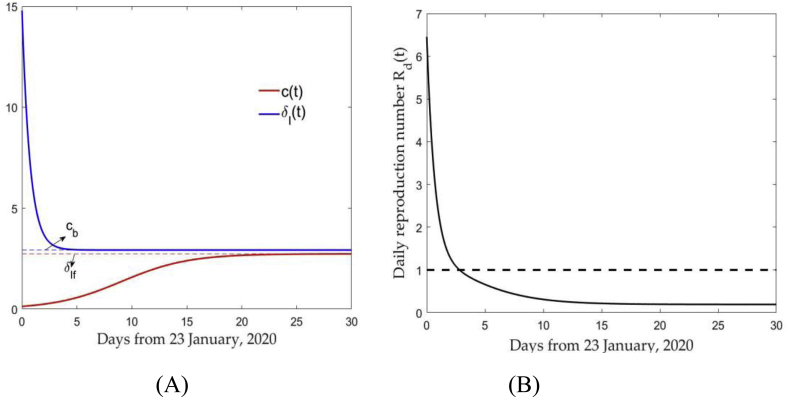 15
10
5
0
c(t)
δI(t)
cb
δIf
0 5 10 15 20 25 30
Days from 23 January, 2020
(A)
Daily reproduction number Rd(t)
7
6
5
4
3
2
1
0
0 5 10 15 20 25 30
Days from 23 January, 2020
(B)